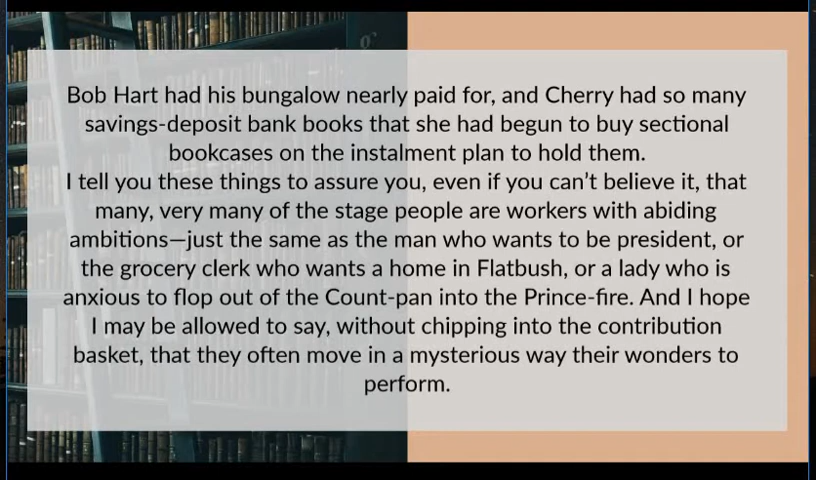 Bob Hart had his bungalow nearly paid for, and Cherry had so many
savings-deposit bank books that she had begun to buy sectional
bookcases on the instalment plan to hold them.
I tell you these things to assure you, even if you can’t believe it, that
many, very many of the stage people are workers with abiding
ambitions—just the same as the man who wants to be president, or
the grocery clerk who wants a home in Flatbush, or a lady who is
anxious to flop out of the Count-pan into the Prince-fire. And I hope
I may be allowed to say, without chipping into the contribution
basket, that they often move in a mysterious way their wonders to
perform.